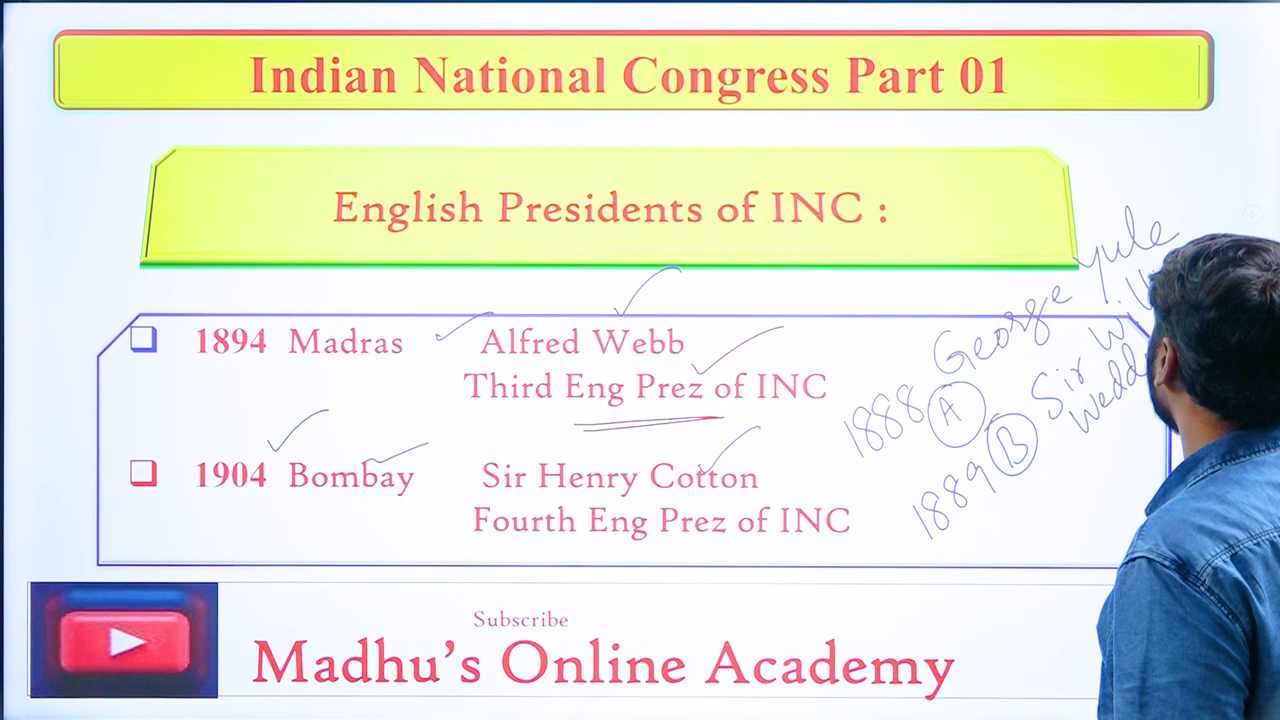 Indian National Congress Part 01
English Presidents of INC :
1894 Madras Alfred Webb
Third Eng Prez of INC
1904 Bombay Sir Henry Cotton
Fourth Eng Prez of INC
1888 A George Yule
1889 B Sir Will
Wedd
Subscribe
Madhu's Online Academy